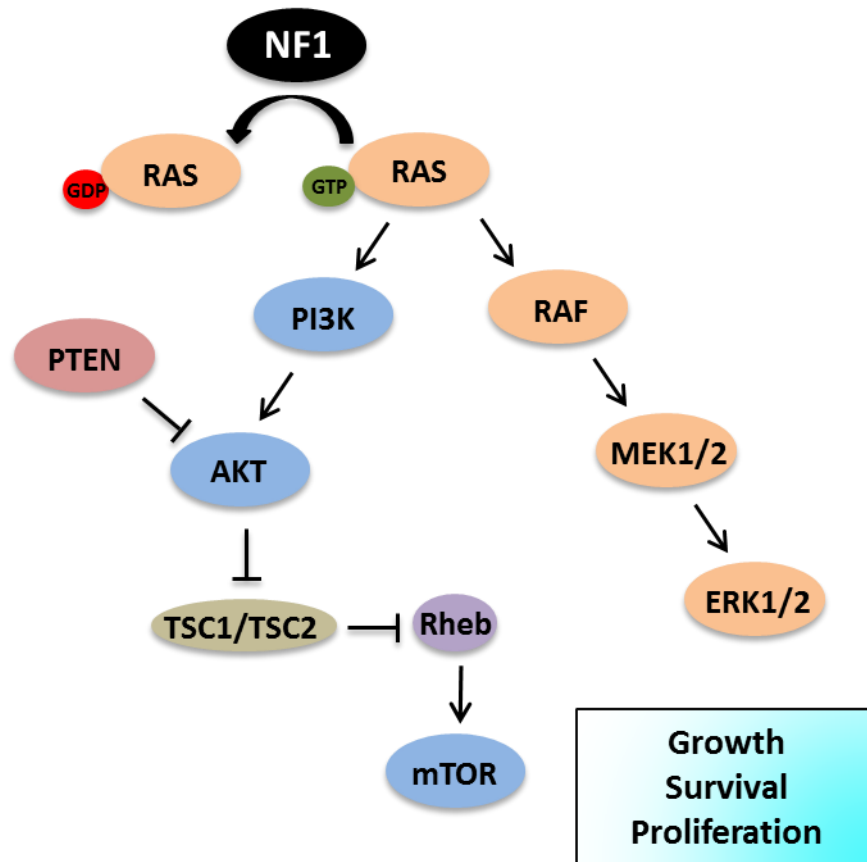 NF1
RAS
GDP
RAS
GTP
PI3K
RAF
PTEN
AKT
MEK1/2
TSC1/TSC2
Rheb
ERK1/2
mTOR
Growth
Survival
Proliferation